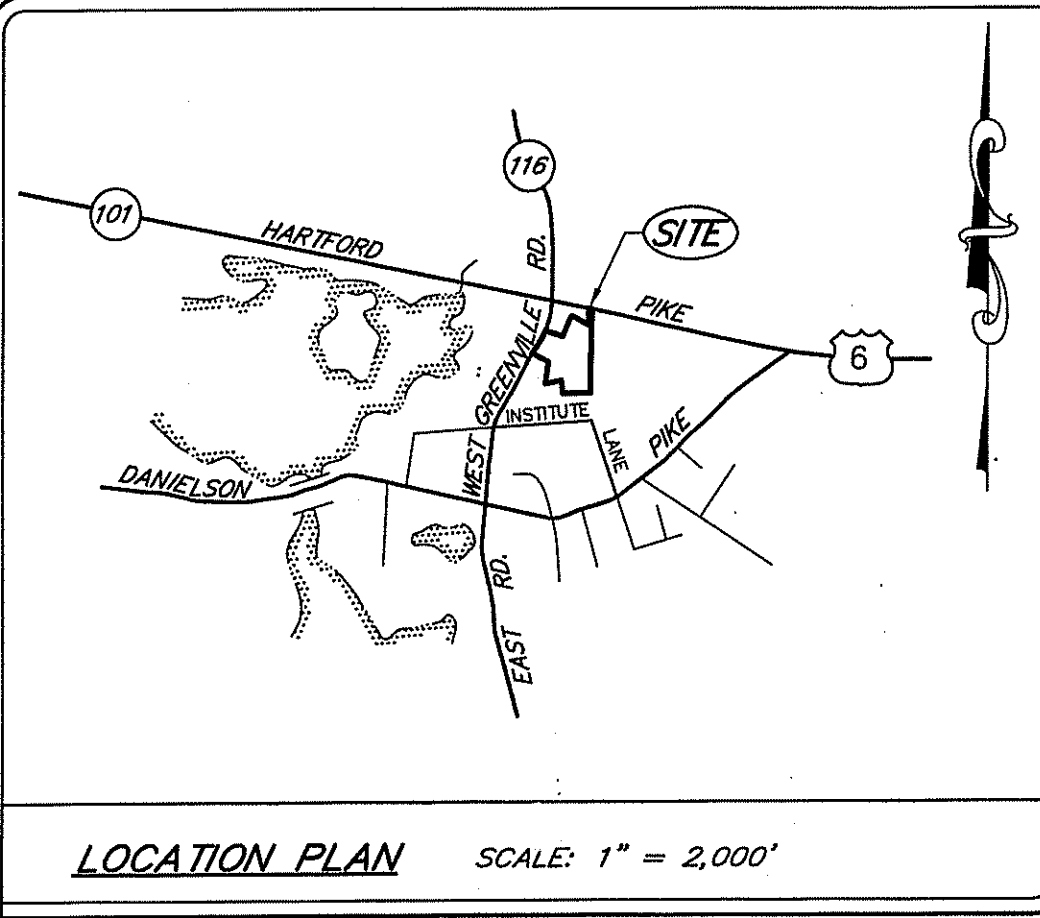 116
101
HARTFORD
RD.
SITE
PIKE
GREENVILLE
6
INSTITUTE
LANE
PIKE
WEST
DANIELSON
RD.
EAST
LOCATION PLAN SCALE: 1" = 2,000'